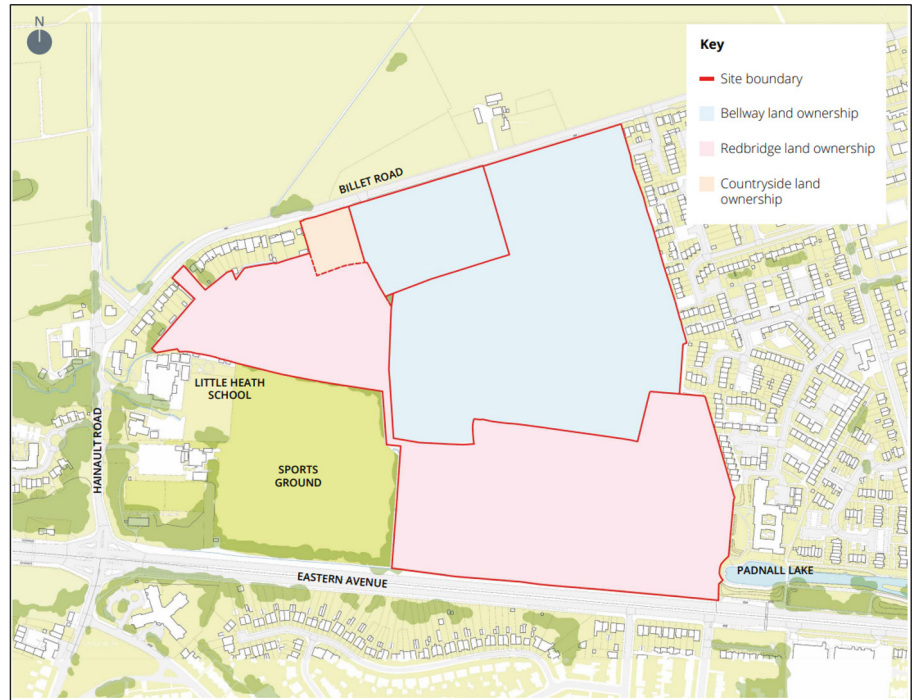 N
Key
Site boundary
Bellway land ownership
Redbridge land ownership
Countryside land
ownership
BILLET ROAD
LITTLE HEATH
SCHOOL
HAINAULT ROAD
SPORTS
GROUND
EASTERN AVENUE
PADNALL LAKE